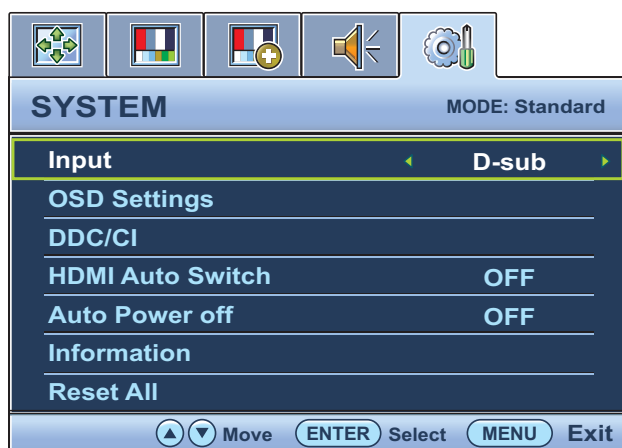 SYSTEM MODE: Standard
Input D-sub
OSD Settings
DDC/CI
HDMI Auto Switch OFF
Auto Power off OFF
Information
Reset All
Move ENTER Select MENU Exit